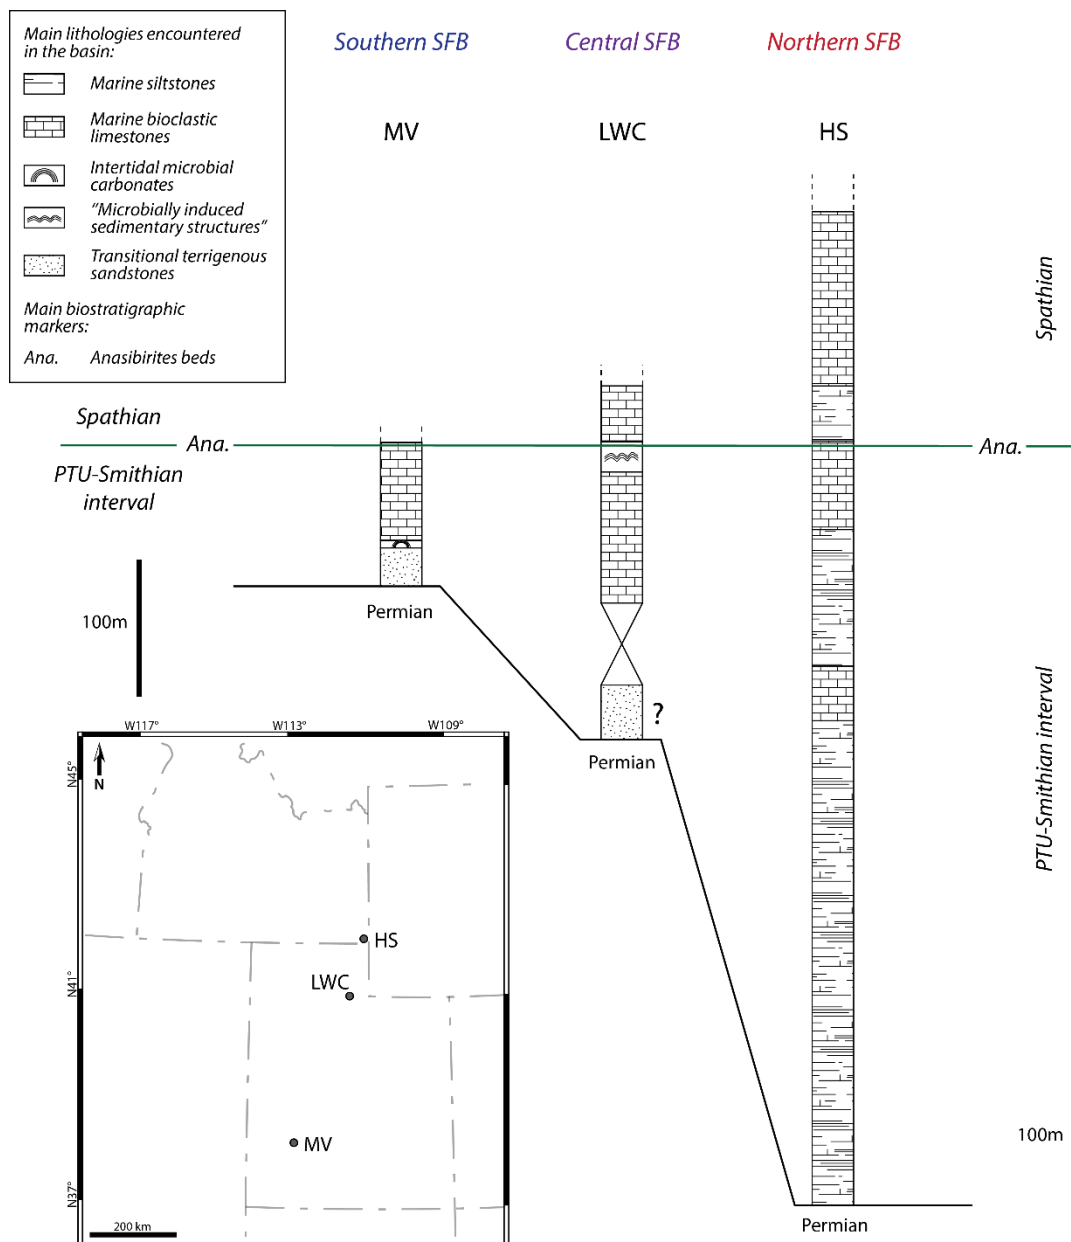 Main lithologies encountered
in the basin:
Marine siltstones
Marine bioclastic
limestones
Intertidal microbial
carbonates
"Microbially induced
sedimentary structures"
Transitional terrigenous
sandstones
Main biostratigraphic
markers:
Ana. Anasibirites beds
Southern SFB
Central SFB
Northern SFB
MV
LWC
HS
Spathian
Spathian
Ana.
Ana.
PTU-Smithian
interval
100m
Permian
?
Permian
PTU-Smithian interval
100m
Permian
W117°
W113°
W109°
N45°
N
HS
LWC
N41°
MV
N37°
200 km